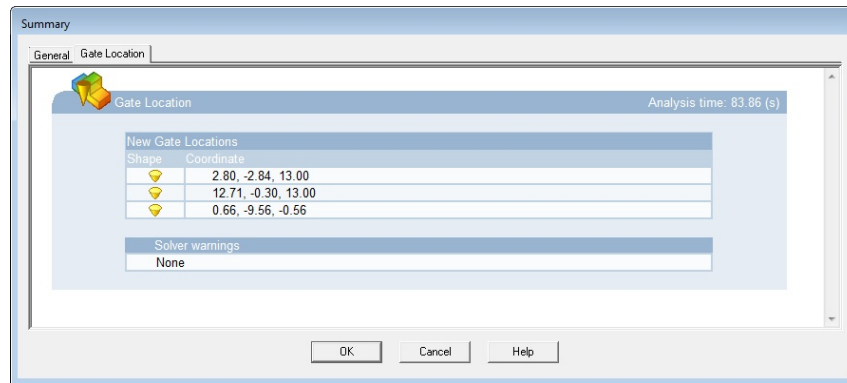 Summary
General Gate Location
Gate Location Analysis time: 83.86 (s)
New Gate Locations
Shape Coordinate
2.80, -2.84, 13.00
12.71, -0.30, 13.00
0.66, -9.56, -0.56
Solver warnings
None
OK Cancel Help